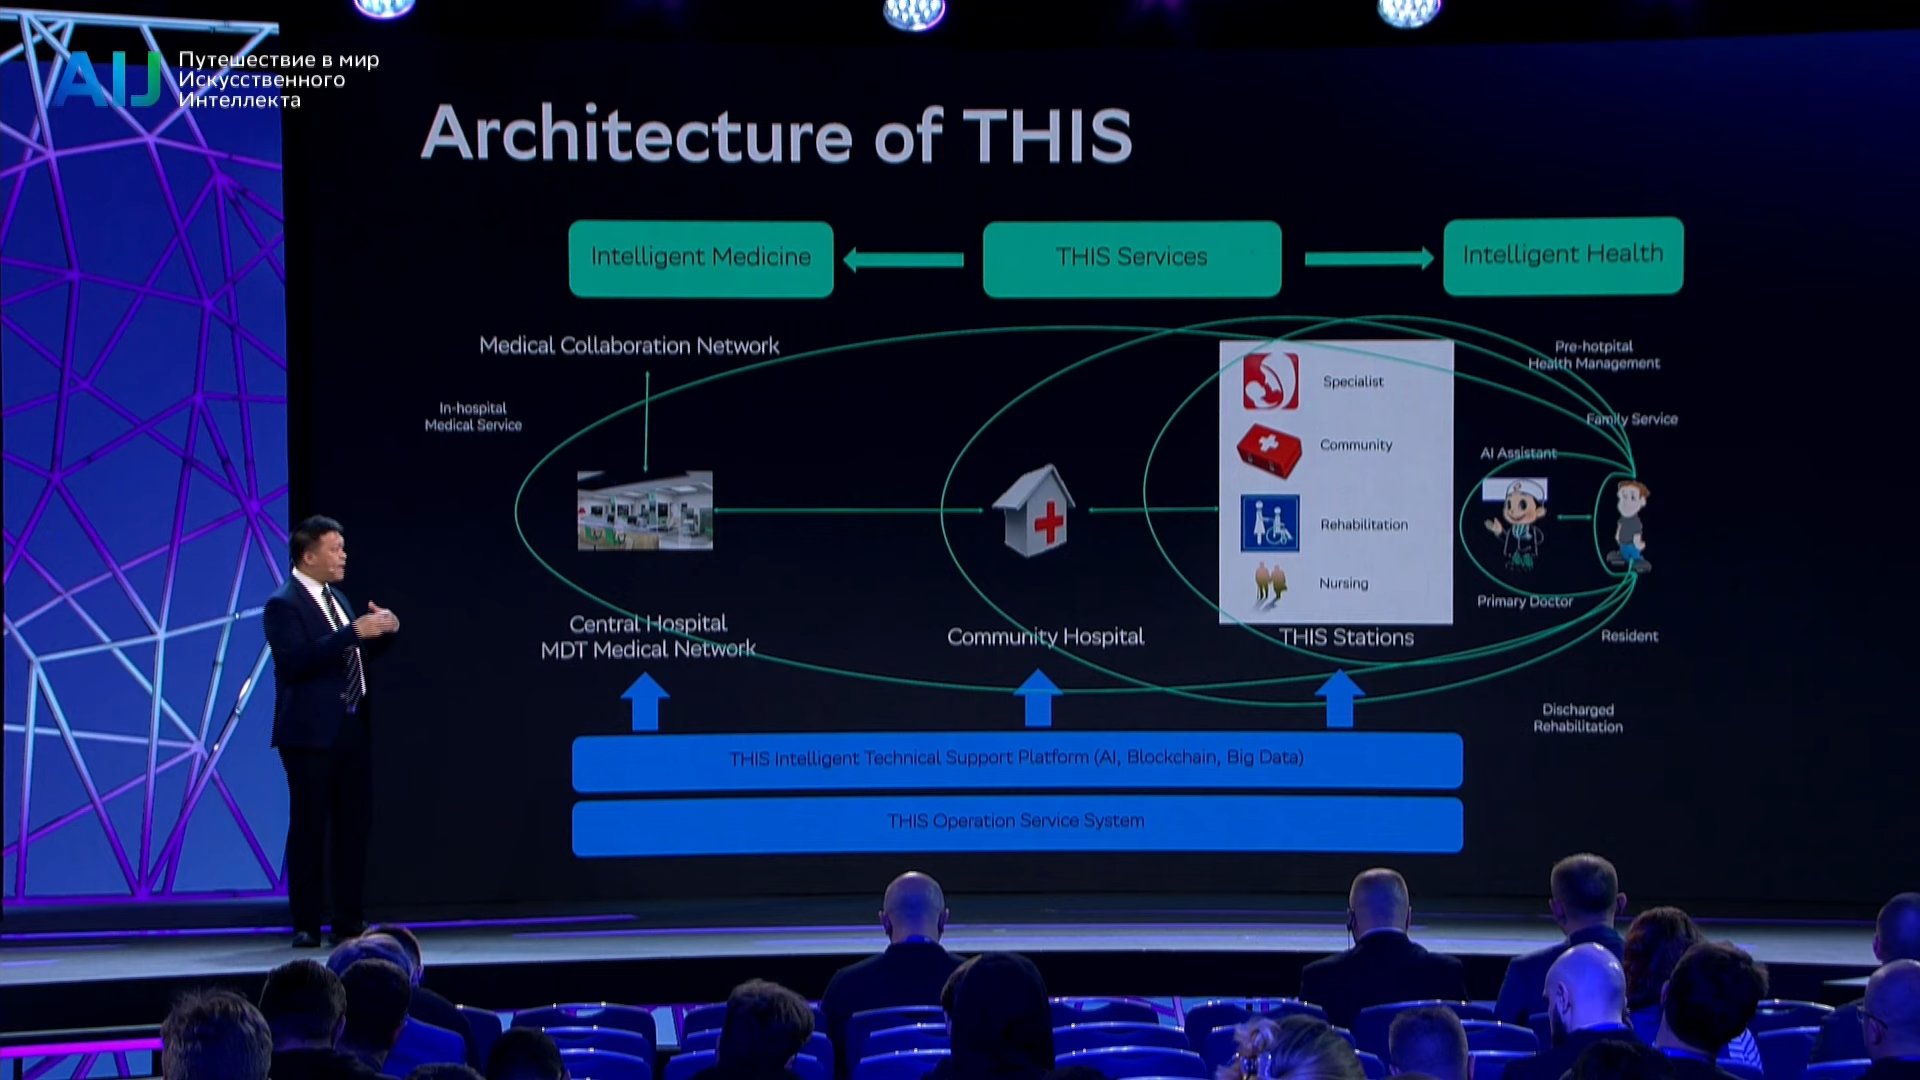 AIJ
Путешествие в мир
Искусственного
Интеллекта
Architecture of THIS
Intelligent Medicine
THIS Services
Intelligent Health
Medical Collaboration Network
In-hospital
Medical Service
Pre-hotpital
Health Management
Family Service
Specialist
Community
Rehabilitation
Nursing
AI Assistant
Primary Doctor
Resident
Central Hospital
MDT Medical Network
Community Hospital
THIS Stations
Discharged
Rehabilitation
THIS Intelligent Technical Support Platform (AI, Blockchain, Big Data)
THIS Operation Service System